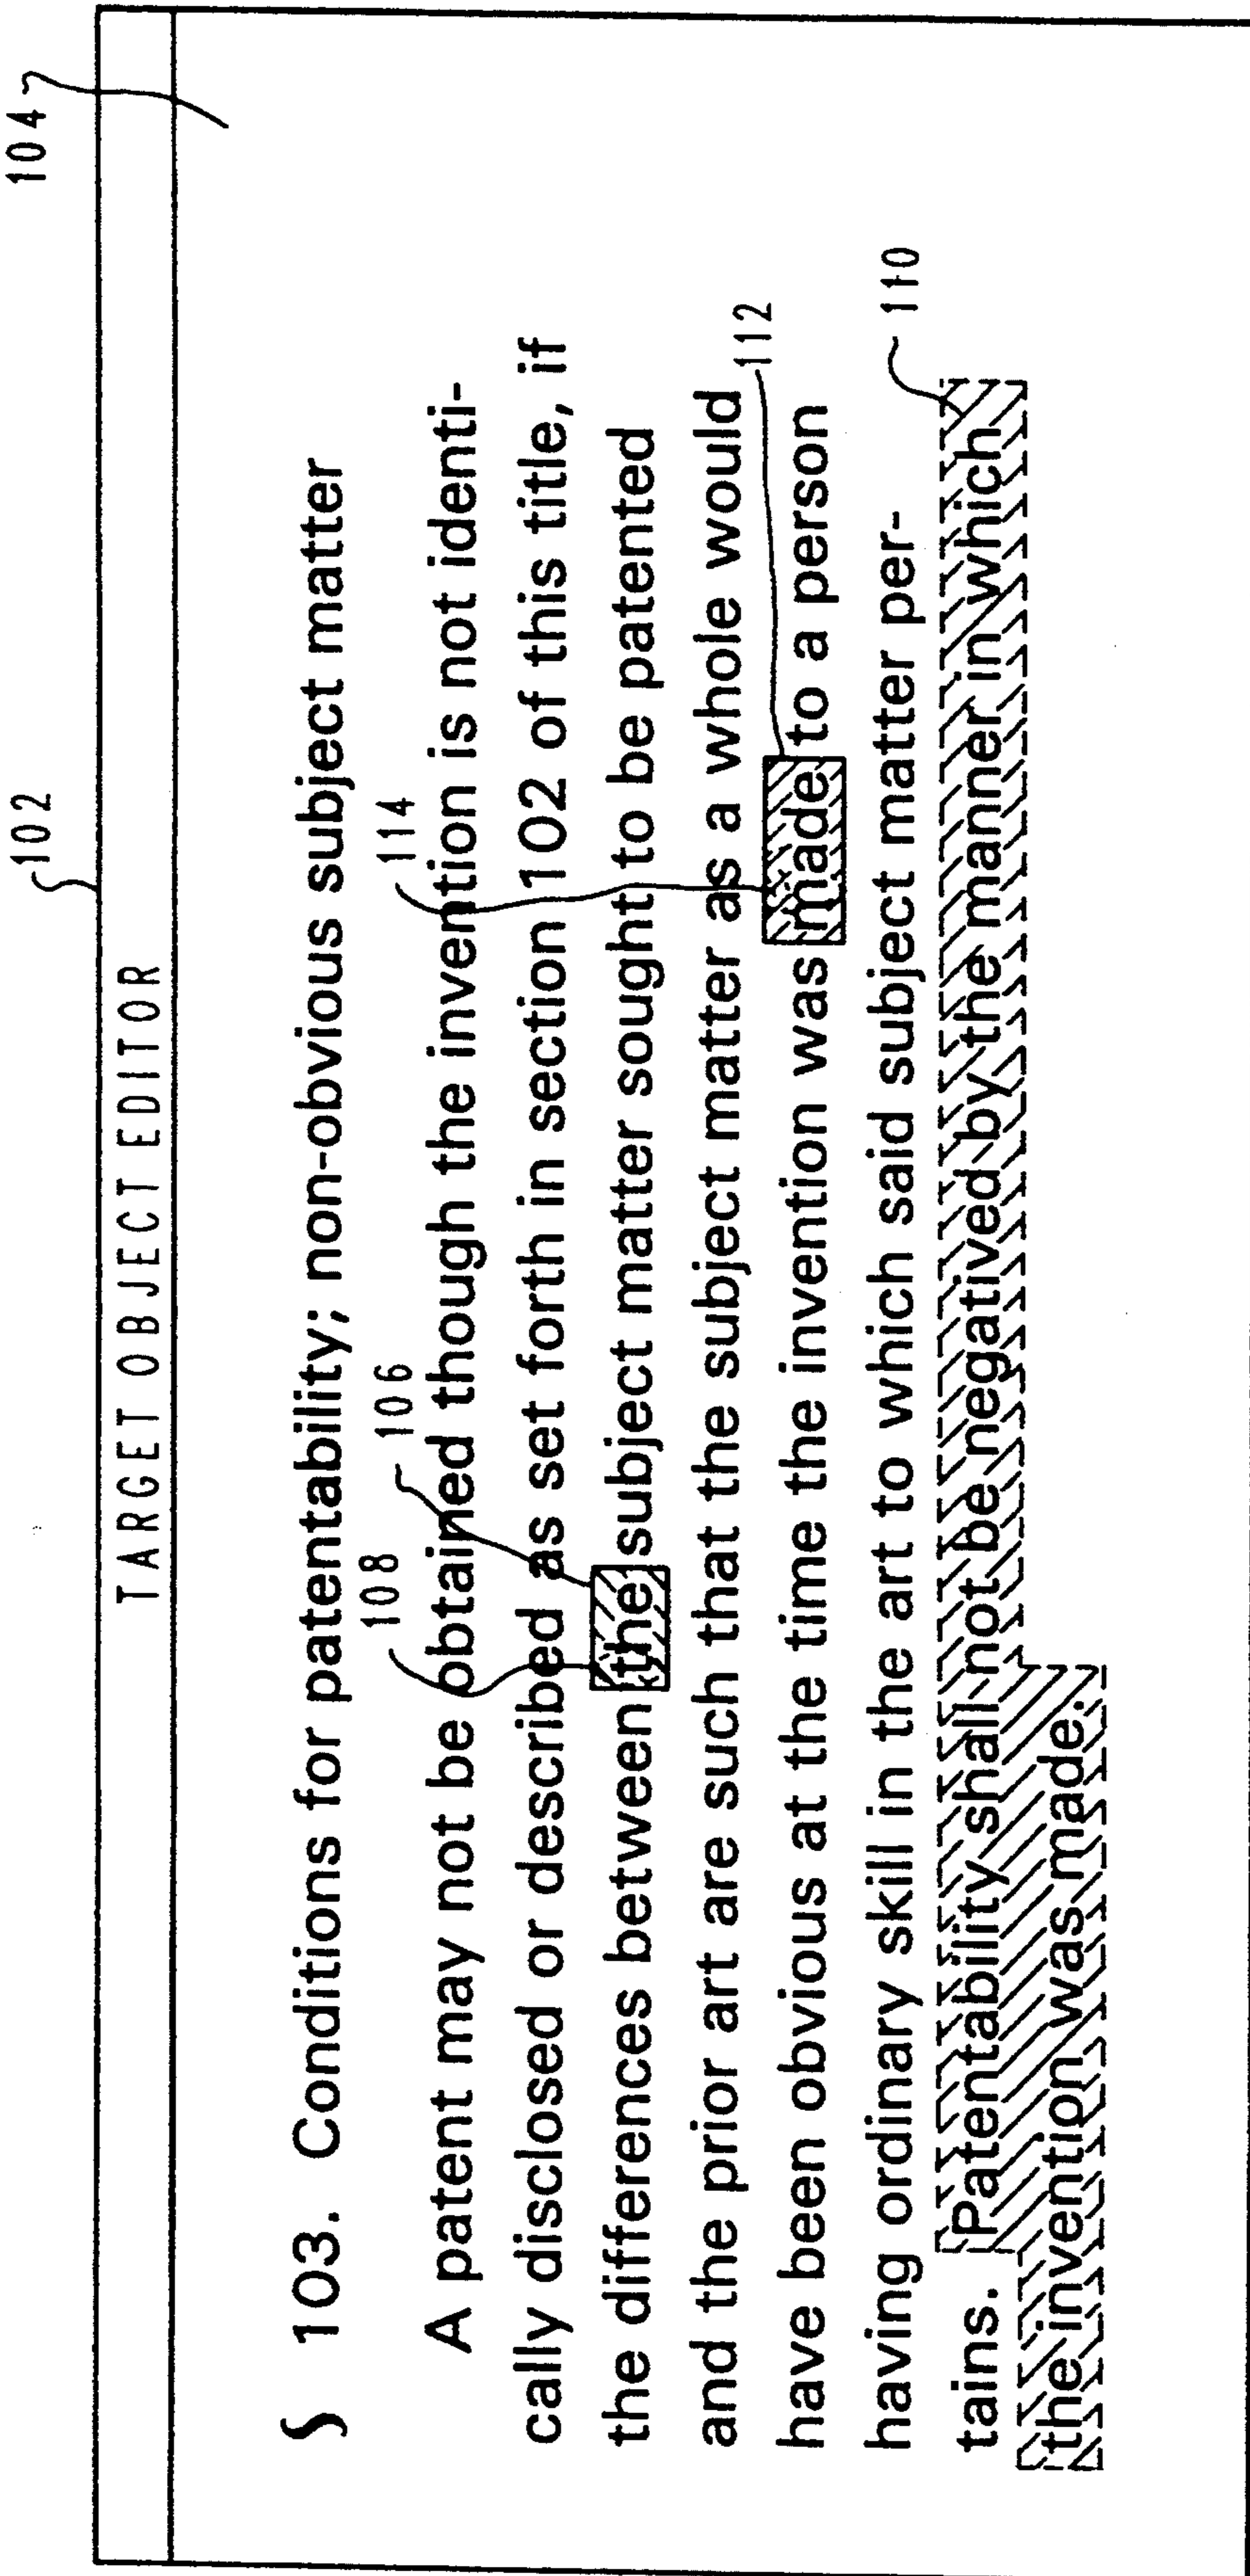 102
104
TARGET OBJECT EDITOR
§ 103. Conditions for patentability; non-obvious subject matter
108
106
114
A patent may not be obtained though the invention is not identi-
cally disclosed or described as set forth in section 102 of this title, if
the differences between the subject matter sought to be patented
and the prior art are such that the subject matter as a whole would
112
have been obvious at the time the invention was made to a person
having ordinary skill in the art to which said subject matter per-
110
tains. Patentability shall not be negatived by the manner in which
the invention was made.